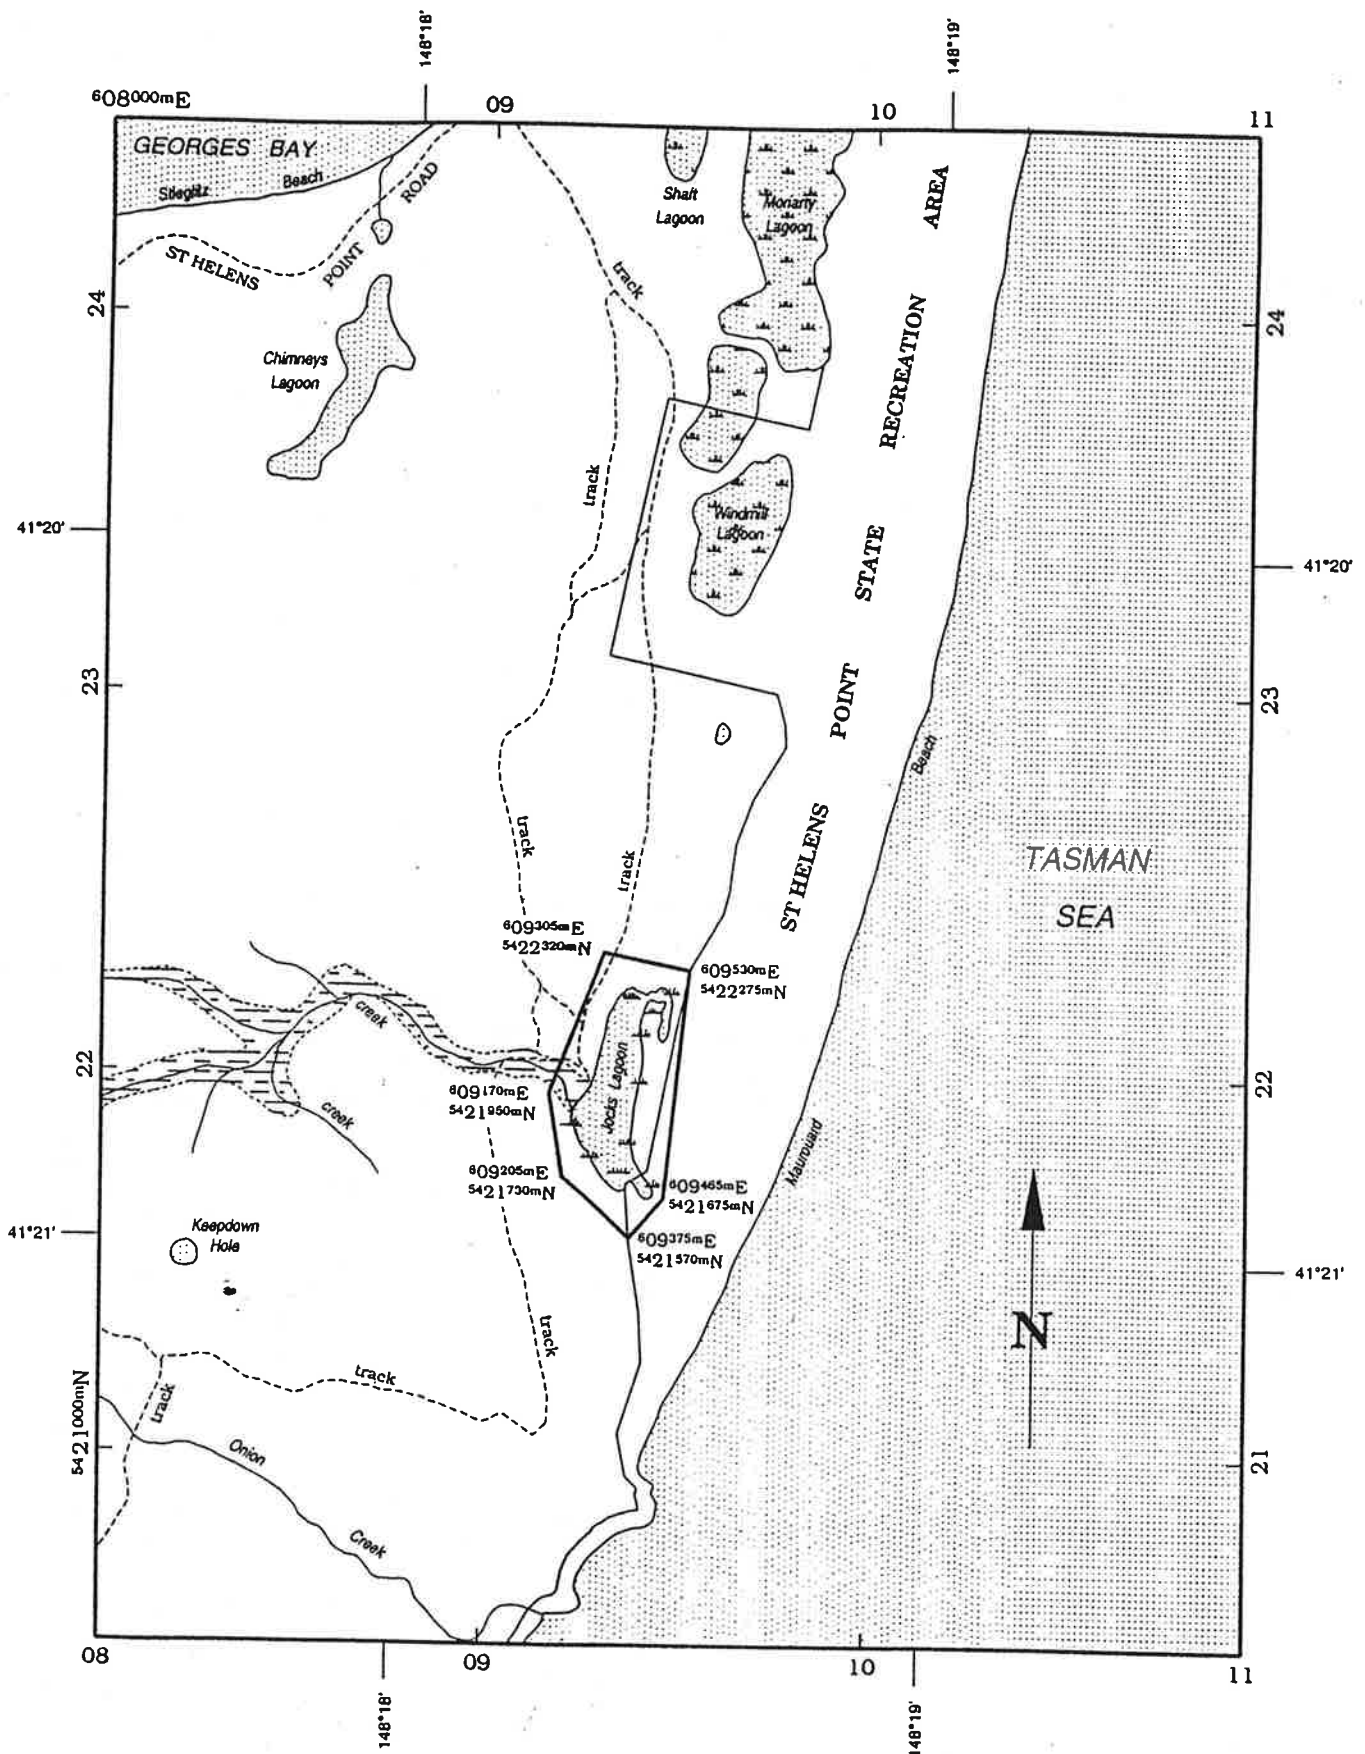 148°18'
148°19'
608000mE
09
10
11
GEORGES BAY
Stieglitz Beach
ST HELENS POINT ROAD
Shaft
Lagoon
Moriarty
Lagoon
AREA
24
24
track
Chimneys
Lagoon
RECREATION
track
41°20'
Windmill
Lagoon
STATE
41°20'
23
23
POINT
Beach
track
track
ST HELENS
TASMAN
SEA
609305mE
5422320mN
609530mE
5422275mN
creek
22
22
Jocks Lagoon
609170mE
5421950mN
creek
Maurouard
609205mE
5421730mN
609465mE
5421675mN
Keepdown
Hole
41°21'
609375mE
5421570mN
41°21'
N
track
track
track
5421000mN
Onion
21
Creek
08
09
10
11
148°18'
148°19'